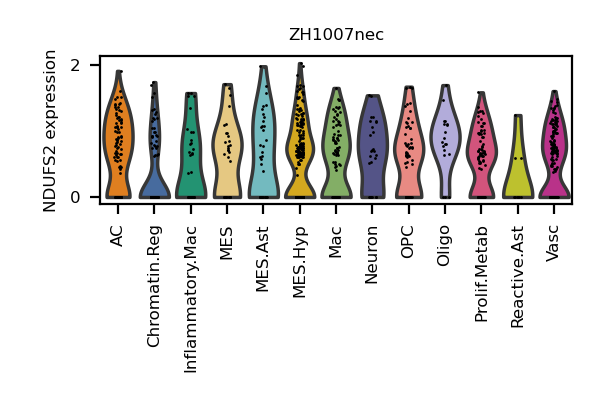 ZH1007nec
NDUFS2 expression
2
0
AC
Chromatin.Reg
Inflammatory.Mac
MES
MES.Ast
MES.Hyp
Mac
Neuron
OPC
Oligo
Prolif.Metab
Reactive.Ast
Vasc